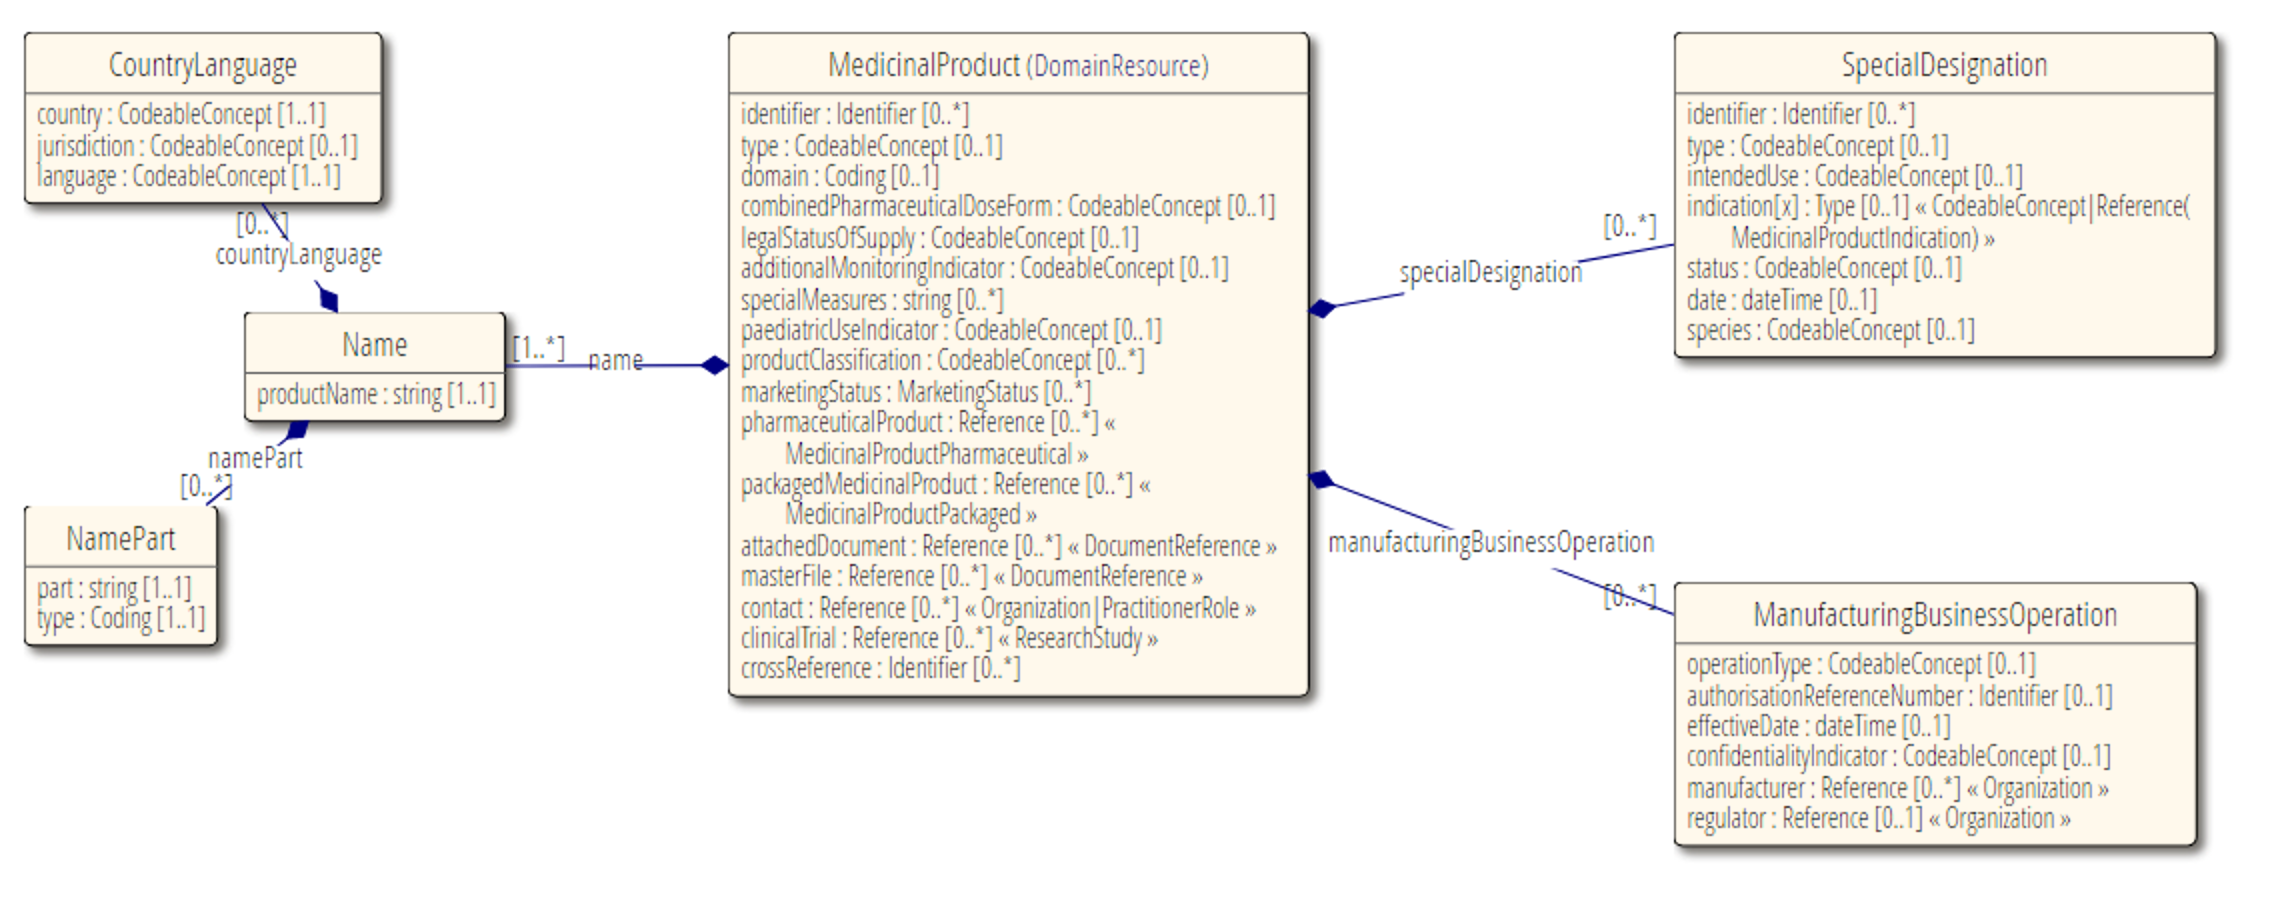 CountryLanguage
country : CodeableConcept [1..1]
jurisdiction : CodeableConcept [0..1]
language : CodeableConcept [1..1]
[0..*]
countryLanguage
Name
productName : string [1..1]
[1..*]
name
namePart
[0..*]
NamePart
part : string [1..1]
type : Coding [1..1]
MedicinalProduct (DomainResource)
identifier : Identifier [0..*]
type : CodeableConcept [0..1]
domain : Coding [0..1]
combinedPharmaceuticalDoseForm : CodeableConcept [0..1]
legalStatusOfSupply : CodeableConcept [0..1]
additionalMonitoringIndicator : CodeableConcept [0..1]
specialMeasures : string [0..*]
paediatricUseIndicator : CodeableConcept [0..1]
productClassification : CodeableConcept [0..*]
marketingStatus : MarketingStatus [0..*]
pharmaceuticalProduct : Reference [0..*] «
MedicinalProductPharmaceutical »
packagedMedicinalProduct : Reference [0..*] «
MedicinalProductPackaged »
attachedDocument : Reference [0..*] « DocumentReference »
masterFile : Reference [0..*] « DocumentReference »
contact : Reference [0..*] « Organization|PractitionerRole »
clinicalTrial : Reference [0..*] « ResearchStudy »
crossReference : Identifier [0..*]
specialDesignation
[0..*]
SpecialDesignation
identifier : Identifier [0..*]
type : CodeableConcept [0..1]
intendedUse : CodeableConcept [0..1]
indication[x] : Type [0..1] « CodeableConcept|Reference(
MedicinalProductIndication) »
status : CodeableConcept [0..1]
date : dateTime [0..1]
species : CodeableConcept [0..1]
manufacturingBusinessOperation
[0..*]
ManufacturingBusinessOperation
operationType : CodeableConcept [0..1]
authorisationReferenceNumber : Identifier [0..1]
effectiveDate : dateTime [0..1]
confidentialityIndicator : CodeableConcept [0..1]
manufacturer : Reference [0..*] « Organization »
regulator : Reference [0..1] « Organization »